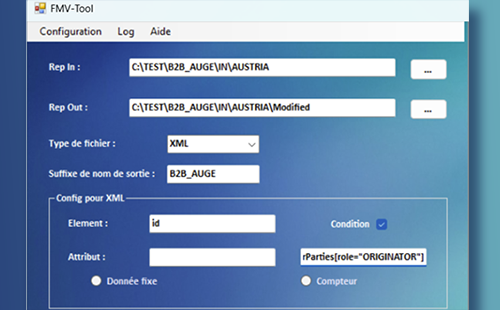 FMV-Tool
Configuration Log Aide
Rep In : C:\TEST\B2B_AUGE\IN\AUSTRIA ...
Rep Out : C:\TEST\B2B_AUGE\IN\AUSTRIA\Modified ...
Type de fichier : XML
Suffixe de nom de sortie : B2B_AUGE
Config pour XML
Element : id Condition
Attribut : rParties[role="ORIGINATOR"]
Donnée fixe Compteur